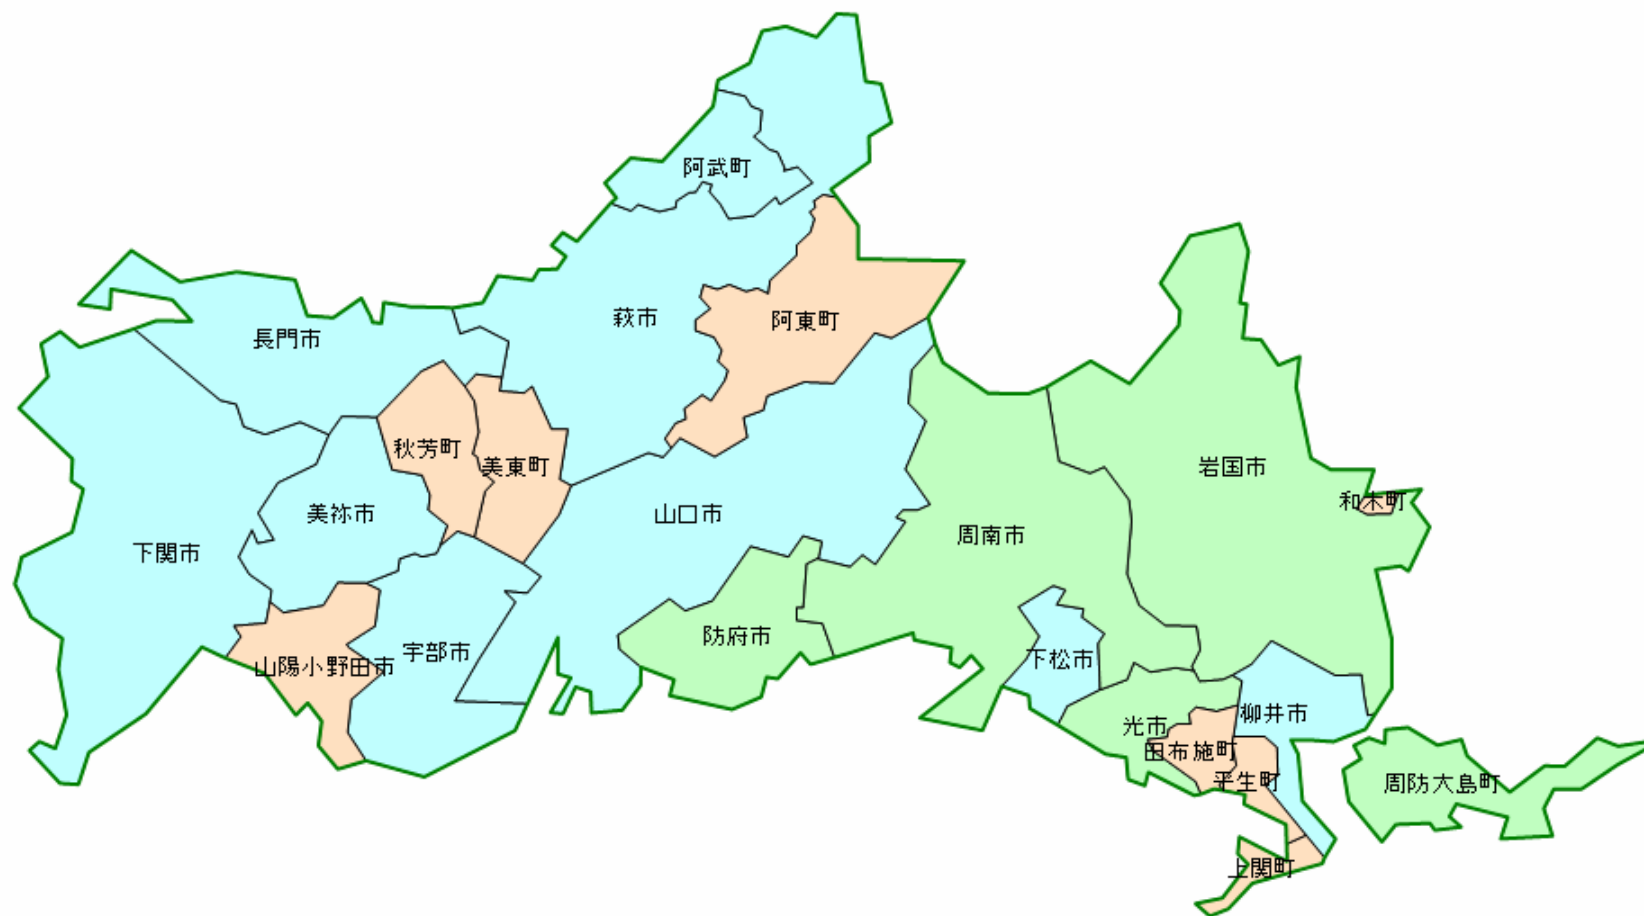 阿武町
萩市
阿東町
長門市
秋芳町
美東町
岩国市
和木町
美祢市
山口市
周南市
下関市
防府市
宇部市
下松市
山陽小野田市
光市
柳井市
田布施町
平生町
周防大島町
上関町